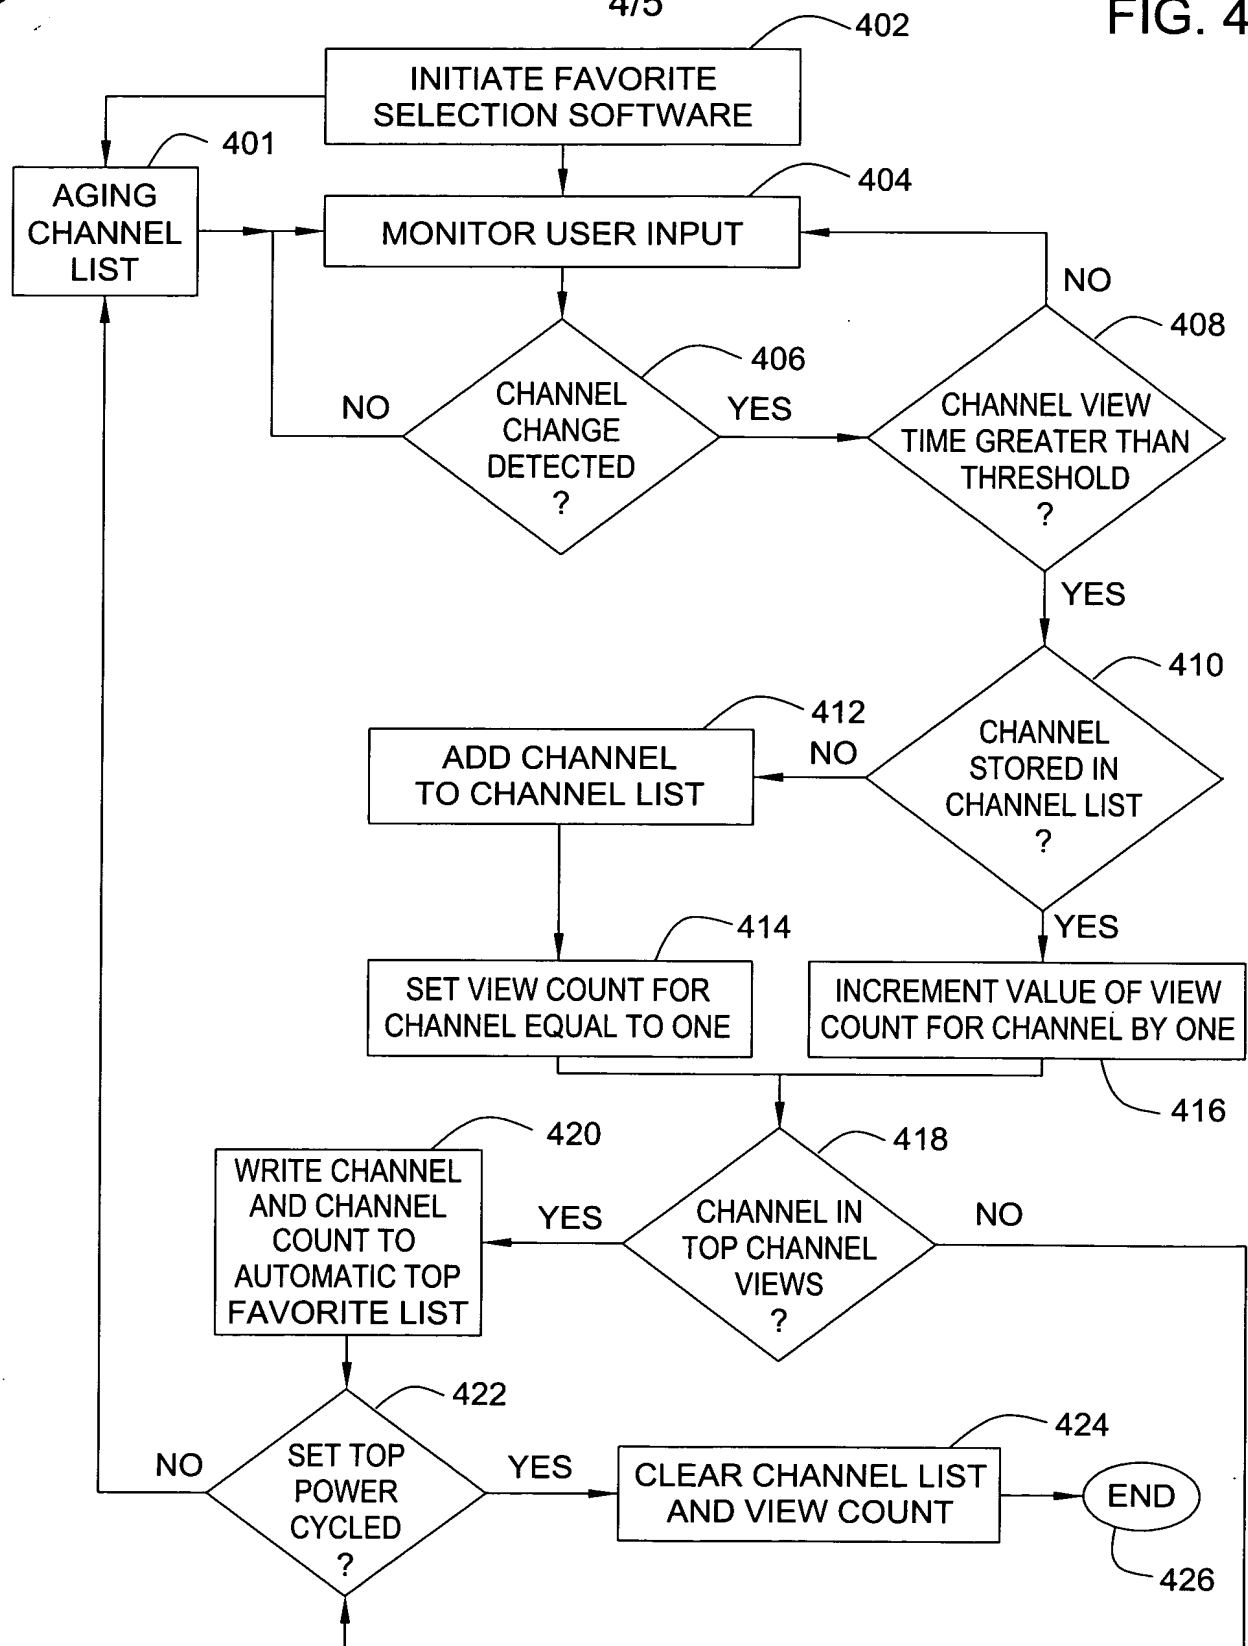 4/5
FIG. 4
402
INITIATE FAVORITE
SELECTION SOFTWARE
401
AGING
CHANNEL
LIST
404
MONITOR USER INPUT
NO
408
406
CHANNEL
CHANGE
DETECTED
?
NO
YES
CHANNEL VIEW
TIME GREATER THAN
THRESHOLD
?
YES
410
412
ADD CHANNEL
TO CHANNEL LIST
NO
CHANNEL
STORED IN
CHANNEL LIST
?
YES
414
SET VIEW COUNT FOR
CHANNEL EQUAL TO ONE
INCREMENT VALUE OF VIEW
COUNT FOR CHANNEL BY ONE
416
420
418
WRITE CHANNEL
AND CHANNEL
COUNT TO
AUTOMATIC TOP
FAVORITE LIST
YES
CHANNEL IN
TOP CHANNEL
VIEWS
?
NO
422
424
NO
SET TOP
POWER
CYCLED
?
YES
CLEAR CHANNEL LIST
AND VIEW COUNT
END
426